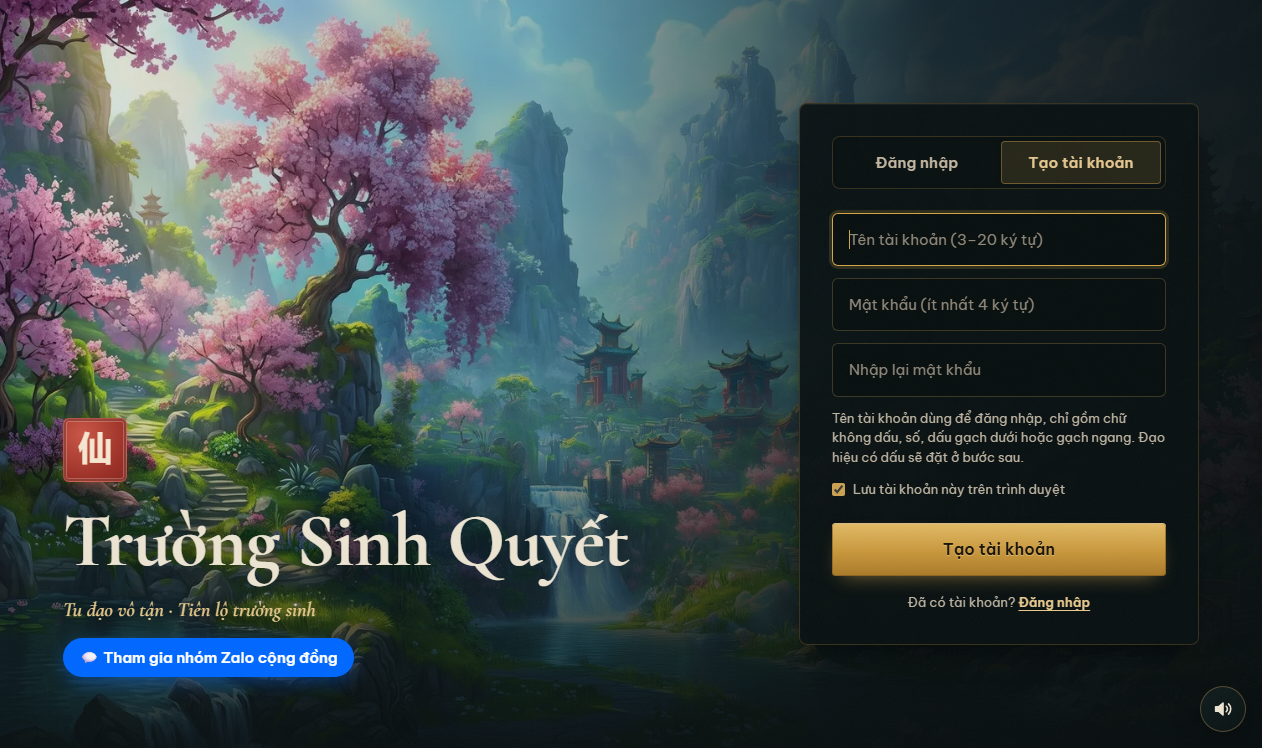 仙
Trường Sinh Quyết
Tu đạo vô tận · Tiên lộ trường sinh
Tham gia nhóm Zalo cộng đồng
Đăng nhập
Tạo tài khoản
Tên tài khoản (3–20 ký tự)
Mật khẩu (ít nhất 4 ký tự)
Nhập lại mật khẩu
Tên tài khoản dùng để đăng nhập, chỉ gồm chữ
không dấu, số, dấu gạch dưới hoặc gạch ngang. Đạo
hiệu có dấu sẽ đặt ở bước sau.
Lưu tài khoản này trên trình duyệt
Tạo tài khoản
Đã có tài khoản? Đăng nhập